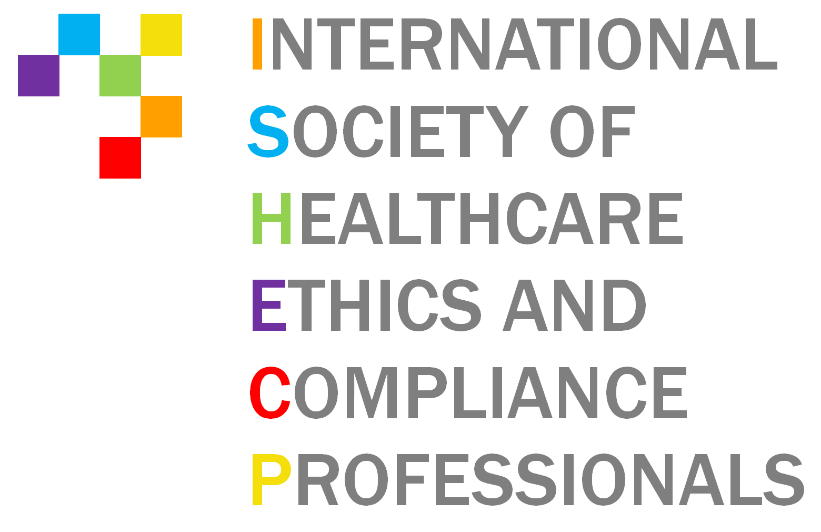 INTERNATIONAL
SOCIETY OF
HEALTHCARE
ETHICS AND
COMPLIANCE
PROFESSIONALS